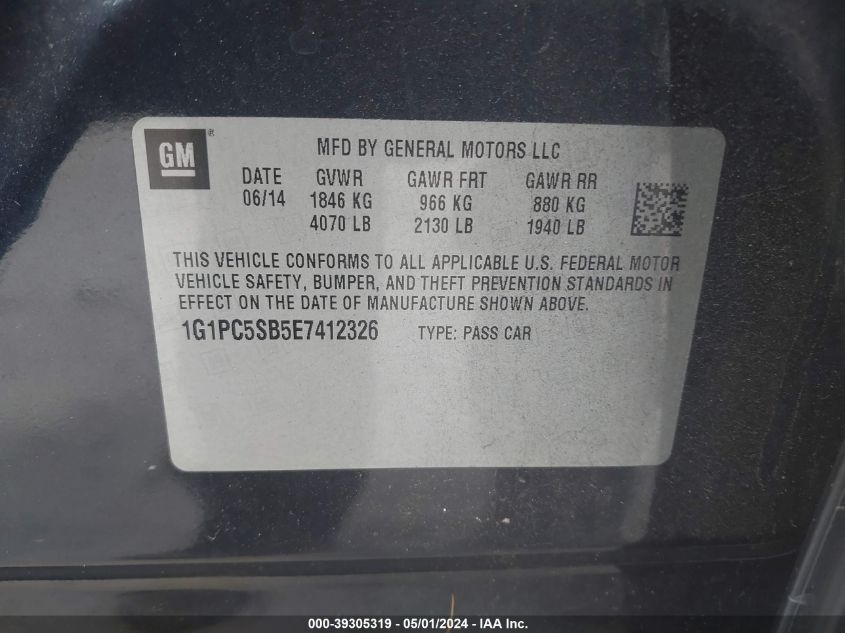 GM®
MFD BY GENERAL MOTORS LLC
DATE GVWR GAWR FRT GAWR RR
06/14 1846 KG 966 KG 880 KG
4070 LB 2130 LB 1940 LB
THIS VEHICLE CONFORMS TO ALL APPLICABLE U.S. FEDERAL MOTOR
VEHICLE SAFETY, BUMPER, AND THEFT PREVENTION STANDARDS IN
EFFECT ON THE DATE OF MANUFACTURE SHOWN ABOVE.
1G1PC5SB5E7412326 TYPE: PASS CAR
000-39305319 - 05/01/2024 - IAA Inc.